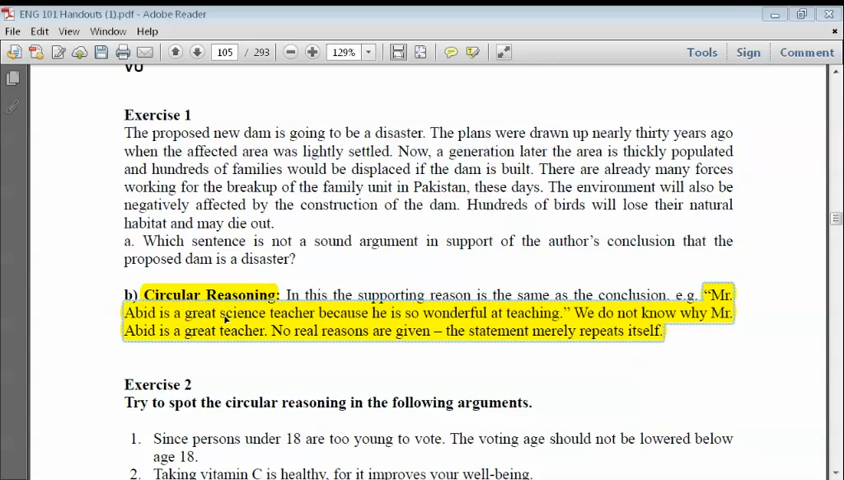 ENG 101 Handouts (1).pdf - Adobe Reader
File Edit View Window Help
105 / 293 129% Tools Sign Comment
VU
Exercise 1
The proposed new dam is going to be a disaster. The plans were drawn up nearly thirty years ago
when the affected area was lightly settled. Now, a generation later the area is thickly populated
and hundreds of families would be displaced if the dam is built. There are already many forces
working for the breakup of the family unit in Pakistan, these days. The environment will also be
negatively affected by the construction of the dam. Hundreds of birds will lose their natural
habitat and may die out.
a. Which sentence is not a sound argument in support of the author's conclusion that the
proposed dam is a disaster?
b) Circular Reasoning: In this the supporting reason is the same as the conclusion. e.g. “Mr.
Abid is a great science teacher because he is so wonderful at teaching.” We do not know why Mr.
Abid is a great teacher. No real reasons are given – the statement merely repeats itself.
Exercise 2
Try to spot the circular reasoning in the following arguments.
1. Since persons under 18 are too young to vote. The voting age should not be lowered below
age 18.
2. Taking vitamin C is healthy, for it improves your well-being.